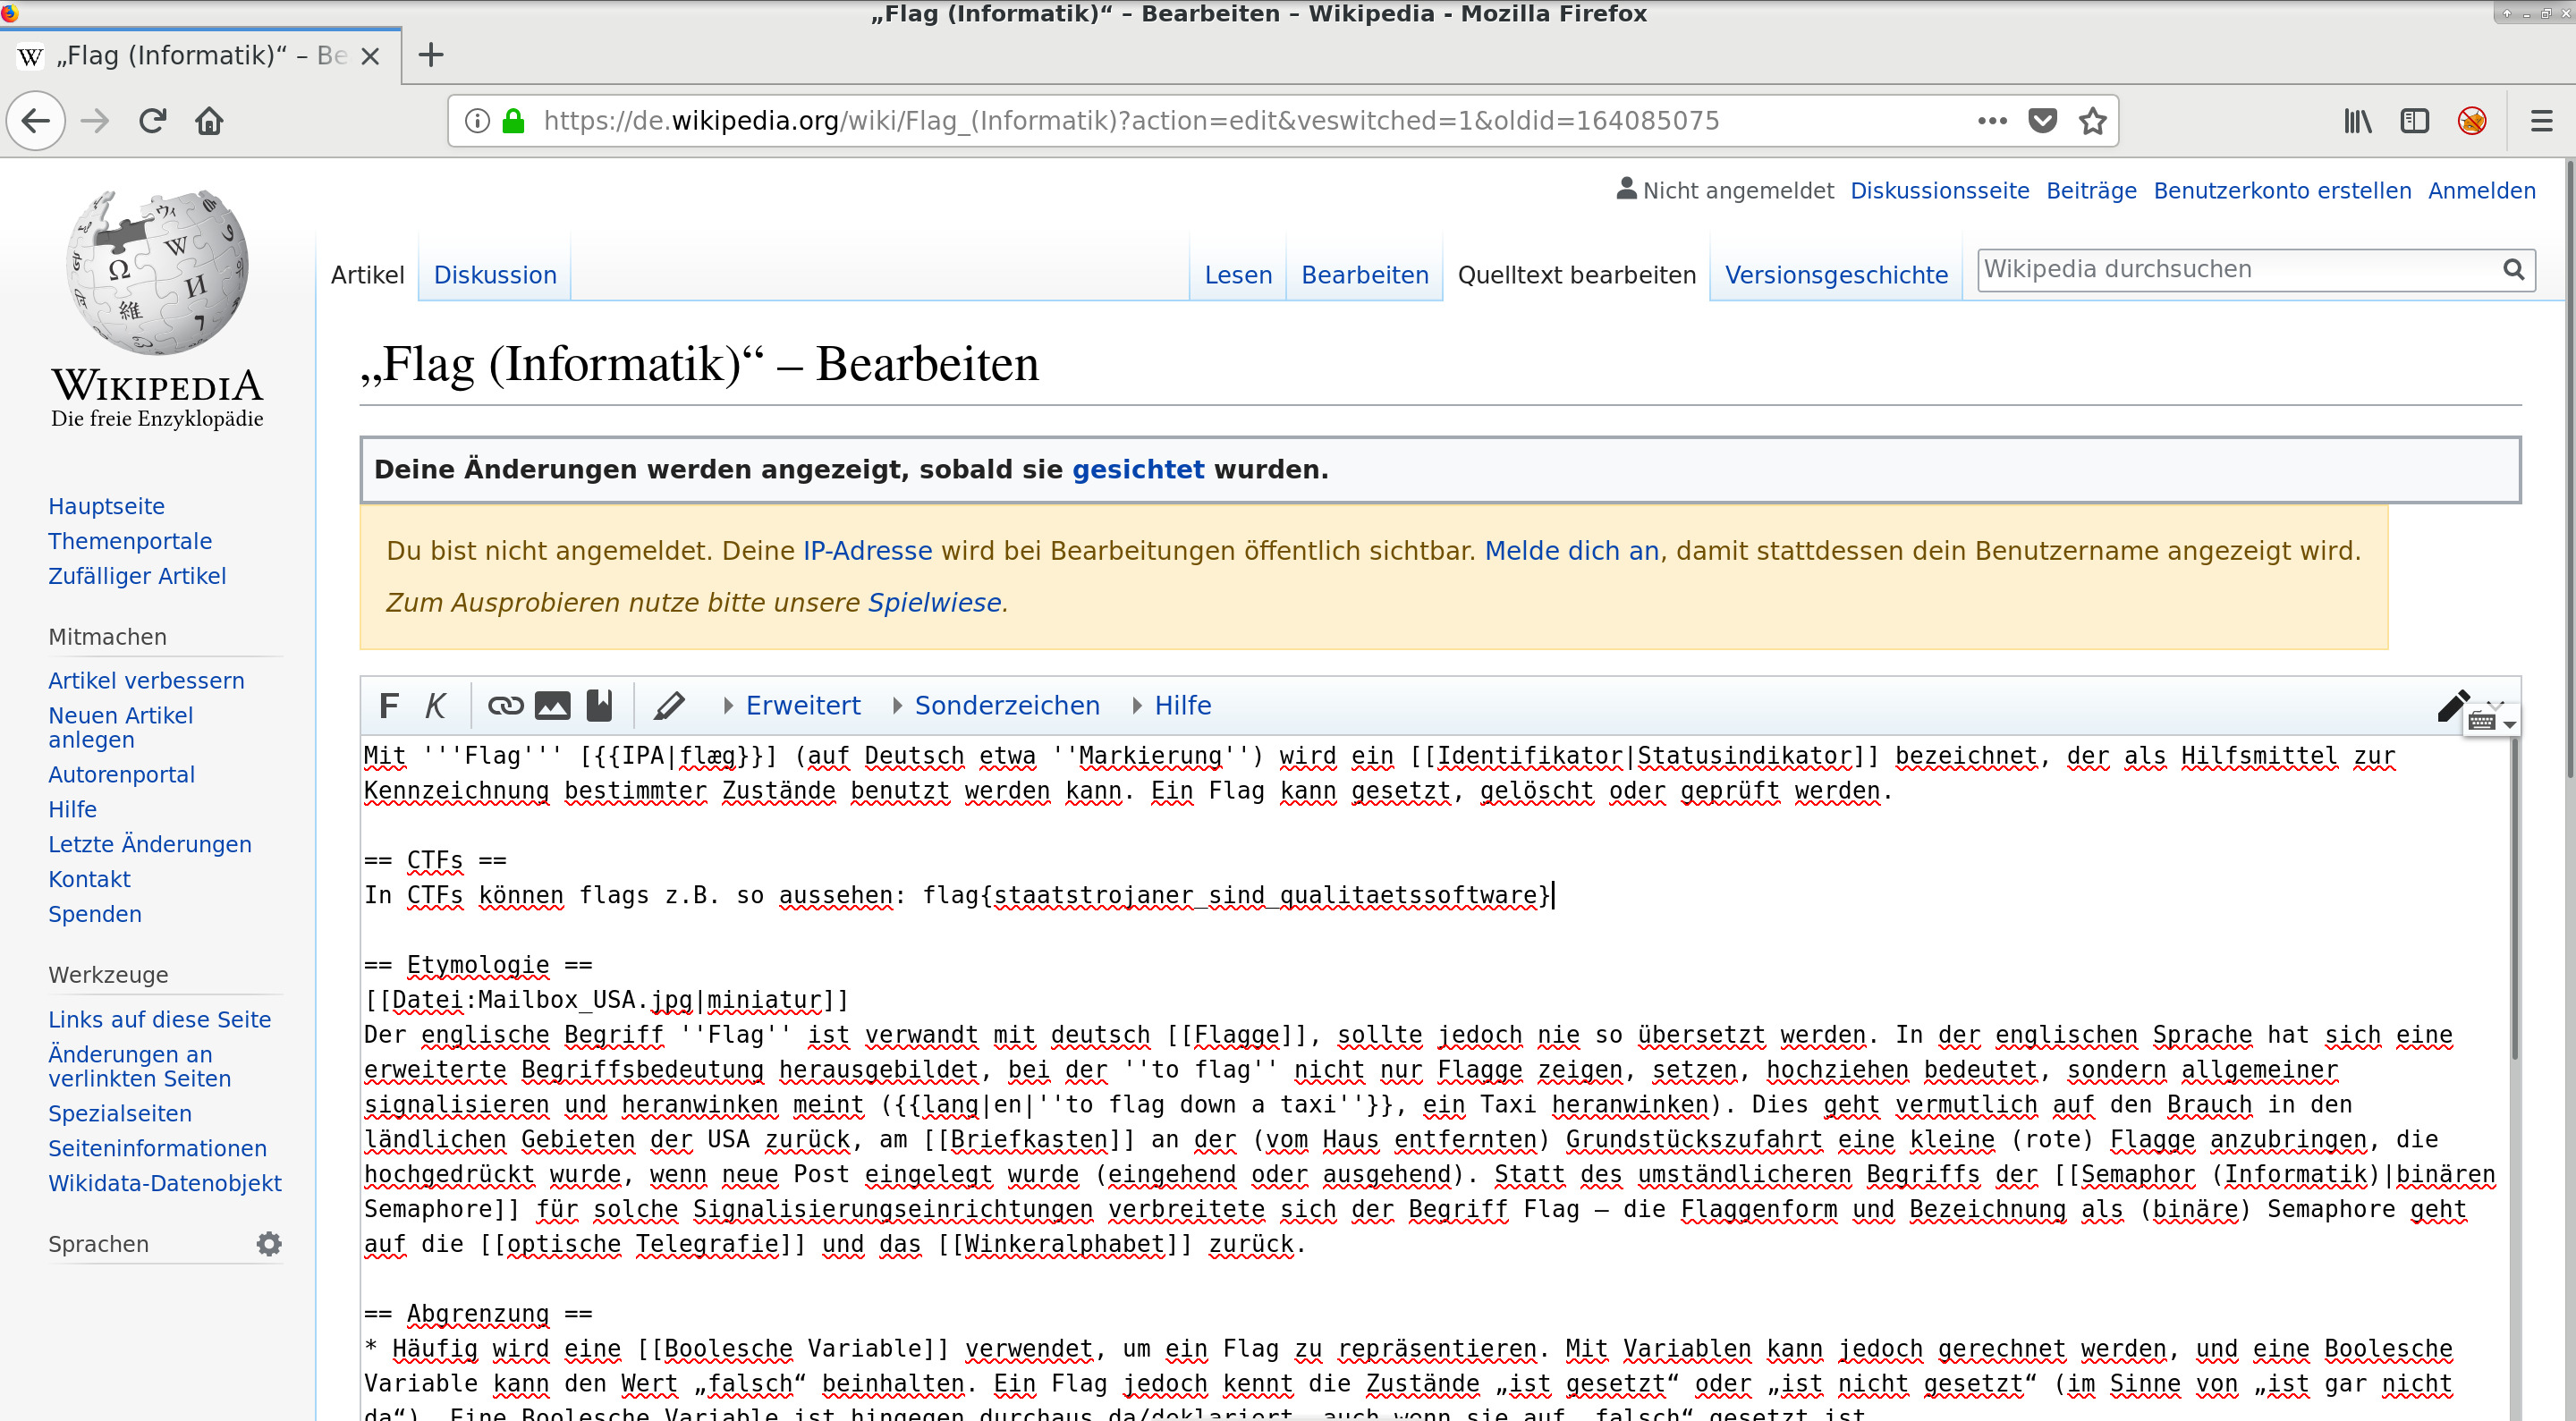 „Flag (Informatik)“ – Bearbeiten – Wikipedia - Mozilla Firefox
„Flag (Informatik)“ – Be
https://de.wikipedia.org/wiki/Flag_(Informatik)?action=edit&veswitched=1&oldid=164085075
Nicht angemeldet Diskussionsseite Beiträge Benutzerkonto erstellen Anmelden
Artikel Diskussion Lesen Bearbeiten Quelltext bearbeiten Versionsgeschichte Wikipedia durchsuchen
WIKIPEDIA
Die freie Enzyklopädie
Hauptseite
Themenportale
Zufälliger Artikel
Mitmachen
Artikel verbessern
Neuen Artikel
anlegen
Autorenportal
Hilfe
Letzte Änderungen
Kontakt
Spenden
Werkzeuge
Links auf diese Seite
Änderungen an
verlinkten Seiten
Spezialseiten
Seiteninformationen
Wikidata-Datenobjekt
Sprachen
„Flag (Informatik)“ – Bearbeiten
Deine Änderungen werden angezeigt, sobald sie gesichtet wurden.
Du bist nicht angemeldet. Deine IP-Adresse wird bei Bearbeitungen öffentlich sichtbar. Melde dich an, damit stattdessen dein Benutzername angezeigt wird.
Zum Ausprobieren nutze bitte unsere Spielwiese.
F K Erweitert Sonderzeichen Hilfe
Mit '''Flag''' [{{IPA|flæg}}] (auf Deutsch etwa ''Markierung'') wird ein [[Identifikator|Statusindikator]] bezeichnet, der als Hilfsmittel zur
Kennzeichnung bestimmter Zustände benutzt werden kann. Ein Flag kann gesetzt, gelöscht oder geprüft werden.
== CTFs ==
In CTFs können flags z.B. so aussehen: flag{staatstrojaner_sind_qualitaetssoftware}
== Etymologie ==
[[Datei:Mailbox_USA.jpg|miniatur]]
Der englische Begriff ''Flag'' ist verwandt mit deutsch [[Flagge]], sollte jedoch nie so übersetzt werden. In der englischen Sprache hat sich eine
erweiterte Begriffsbedeutung herausgebildet, bei der ''to flag'' nicht nur Flagge zeigen, setzen, hochziehen bedeutet, sondern allgemeiner
signalisieren und heranwinken meint ({{lang|en|''to flag down a taxi''}}, ein Taxi heranwinken). Dies geht vermutlich auf den Brauch in den
ländlichen Gebieten der USA zurück, am [[Briefkasten]] an der (vom Haus entfernten) Grundstückszufahrt eine kleine (rote) Flagge anzubringen, die
hochgedrückt wurde, wenn neue Post eingelegt wurde (eingehend oder ausgehend). Statt des umständlicheren Begriffs der [[Semaphor (Informatik)|binären
Semaphore]] für solche Signalisierungseinrichtungen verbreitete sich der Begriff Flag – die Flaggenform und Bezeichnung als (binäre) Semaphore geht
auf die [[optische Telegrafie]] und das [[Winkeralphabet]] zurück.
== Abgrenzung ==
* Häufig wird eine [[Boolesche Variable]] verwendet, um ein Flag zu repräsentieren. Mit Variablen kann jedoch gerechnet werden, und eine Boolesche
Variable kann den Wert „falsch“ beinhalten. Ein Flag jedoch kennt die Zustände „ist gesetzt“ oder „ist nicht gesetzt“ (im Sinne von „ist gar nicht
da“). Eine Boolesche Variable ist hingegen durchaus da/deklariert, auch wenn sie auf „falsch“ gesetzt ist.